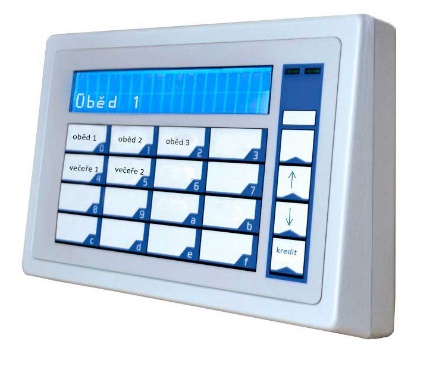 Oběd 1
oběd 1 0
oběd 2 1
oběd 3 2
3
večeře 1 4
večeře 2 5
6
7
8
9
a
b
c
d
e
f
↑
↓
kredit